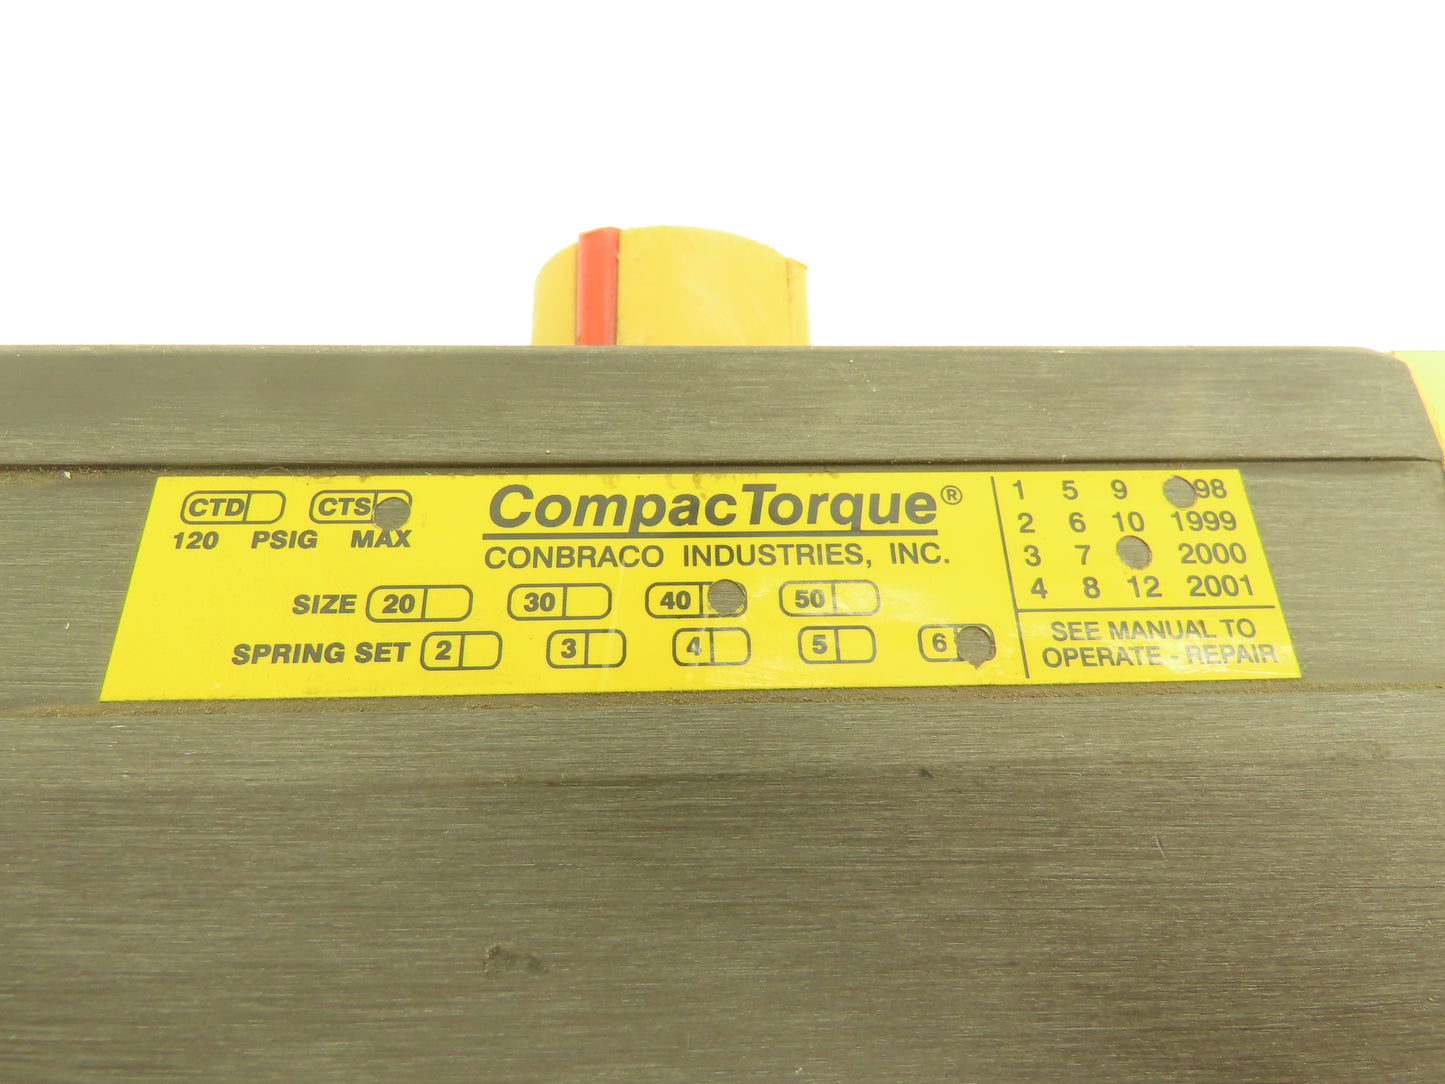 CTD CTS
120 PSIG MAX
CompacTorque®
CONBRACO INDUSTRIES, INC.
SIZE 20 30 40 50
SPRING SET 2 3 4 5 6
1 5 9 98
2 6 10 1999
3 7 2000
4 8 12 2001
SEE MANUAL TO
OPERATE - REPAIR